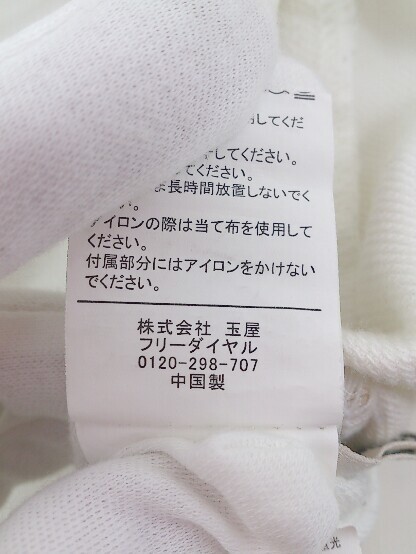 してくだ
してください。
てください。
ま長時間放置しないでく
い。
アイロンの際は当て布を使用して
ください。
付属部分にはアイロンをかけない
でください。
株式会社 玉屋
フリーダイヤル
0120-298-707
中国製
光